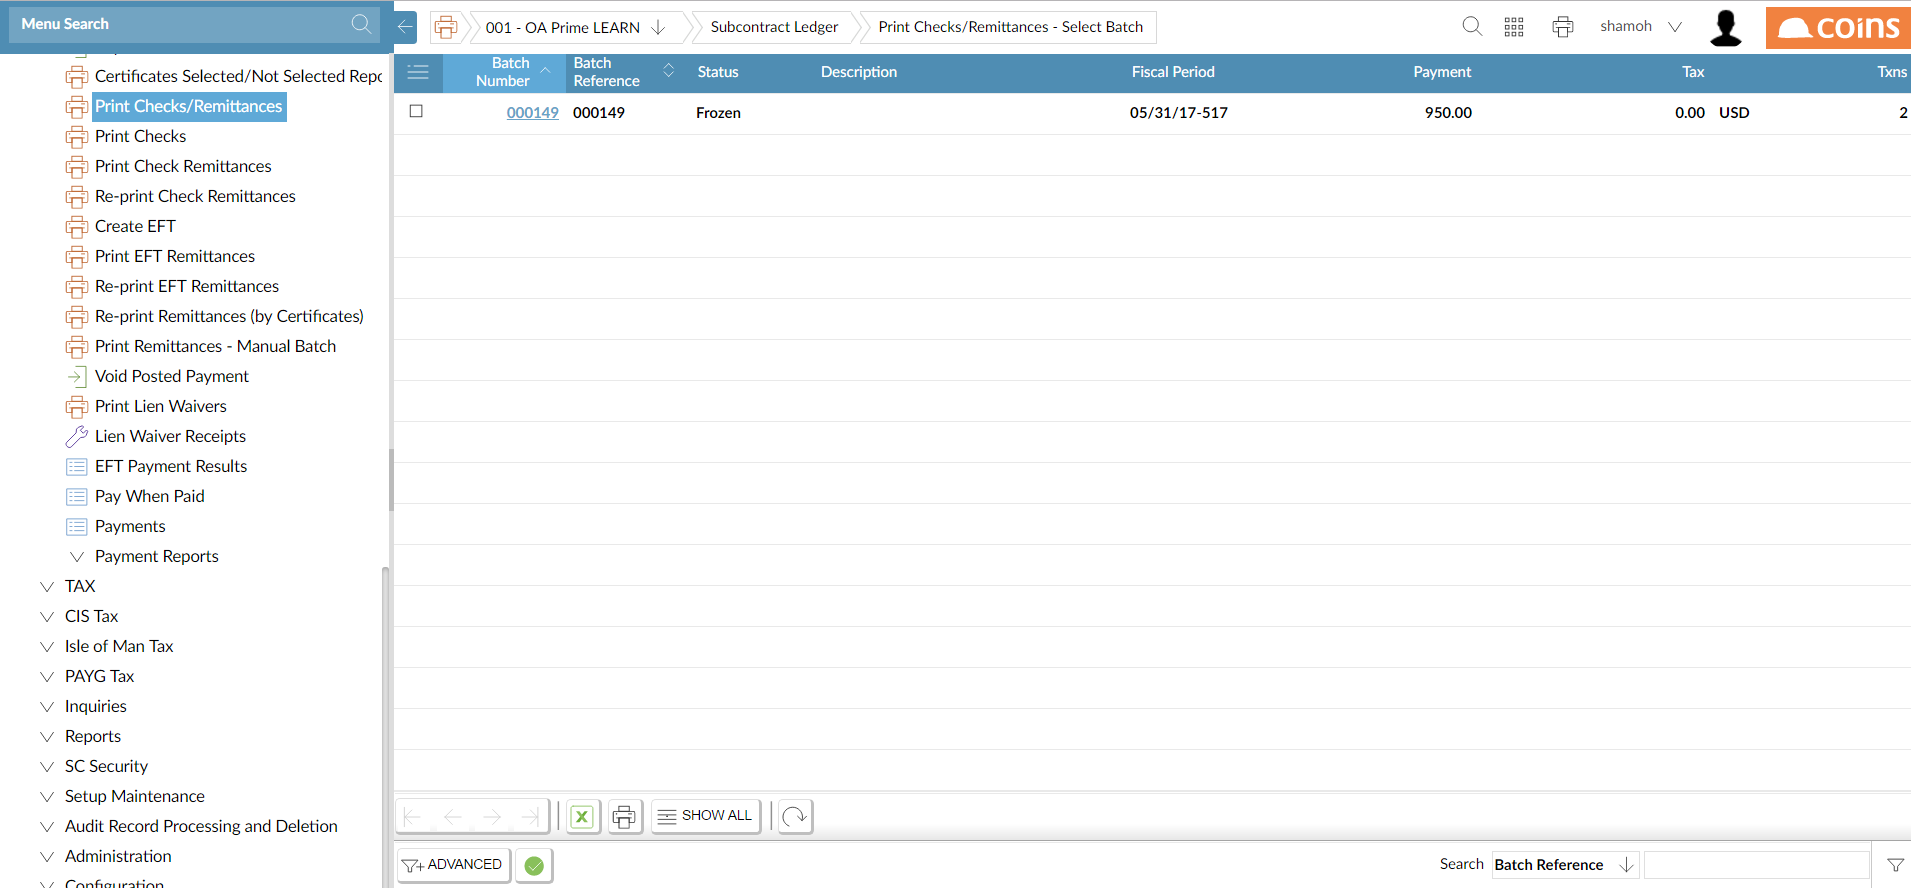 Menu Search
Certificates Selected/Not Selected Repo
Print Checks/Remittances
Print Checks
Print Check Remittances
Re-print Check Remittances
Create EFT
Print EFT Remittances
Re-print EFT Remittances
Re-print Remittances (by Certificates)
Print Remittances - Manual Batch
Void Posted Payment
Print Lien Waivers
Lien Waiver Receipts
EFT Payment Results
Pay When Paid
Payments
Payment Reports
TAX
CIS Tax
Isle of Man Tax
PAYG Tax
Inquiries
Reports
SC Security
Setup Maintenance
Audit Record Processing and Deletion
Administration
Configuration
001 - OA Prime LEARN Subcontract Ledger Print Checks/Remittances - Select Batch shamoh coins
Batch Number Batch Reference Status Description Fiscal Period Payment Tax Txns
000149 000149 Frozen 05/31/17-517 950.00 0.00 USD 2
SHOW ALL
ADVANCED Search Batch Reference